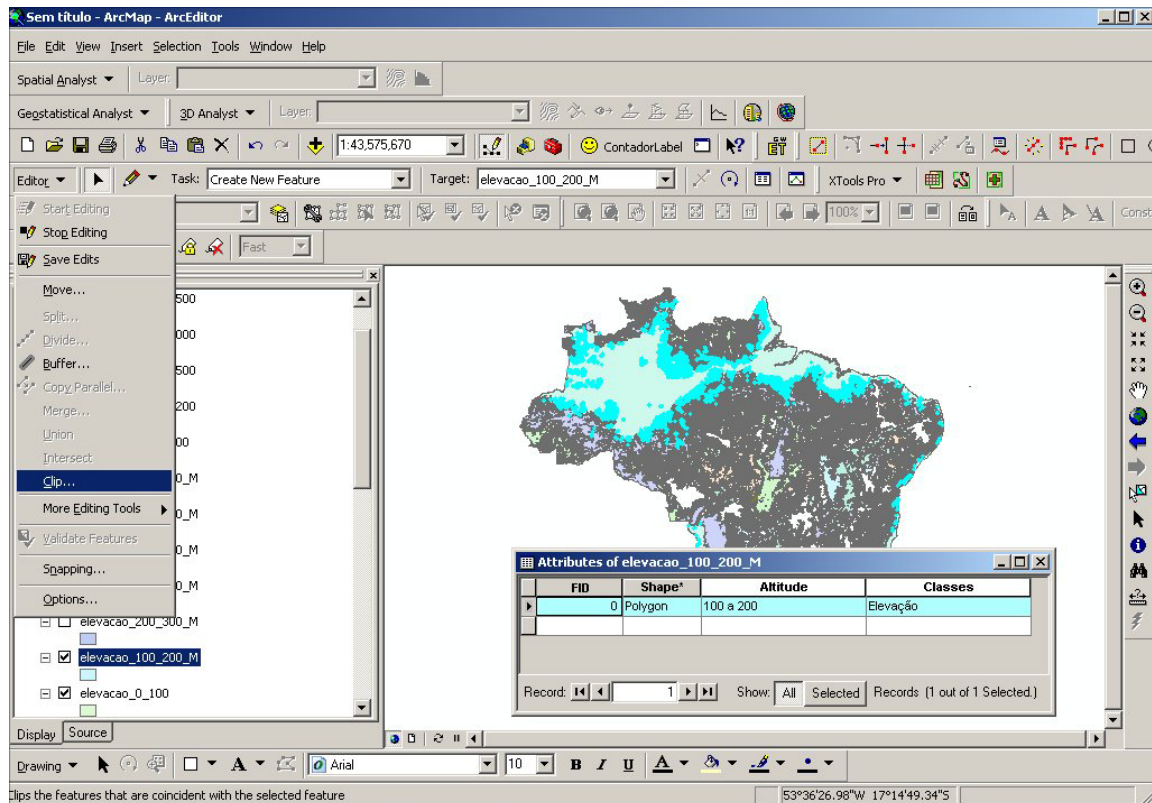 Sem título - ArcMap - ArcEditor
File Edit View Insert Selection Tools Window Help
Spatial Analyst Layer:
Geostatistical Analyst 3D Analyst Layer:
1:43,575,670 ContadorLabel
Editor Task: Create New Feature Target: elevacao_100_200_M XTools Pro
Start Editing
100% Const
Stop Editing
Fast
Save Edits
Move... 500
Split...
Divide... 000
Buffer... 500
Copy Parallel...
Merge... 200
Union 00
Intersect
Clip... 0_M
More Editing Tools
Validate Features 0_M
Snapping...
0_M
Options...
elevacao_200_300_M
elevacao_100_200_M
elevacao_0_100
Display Source
Attributes of elevacao_100_200_M
FID Shape* Altitude Classes
0 Polygon 100 a 200 Elevação
Record: 1 Show: All Selected Records (1 out of 1 Selected.)
Drawing A Arial 10 B I U A
Clips the features that are coincident with the selected feature 53°36'26.98"W 17°14'49.34"S